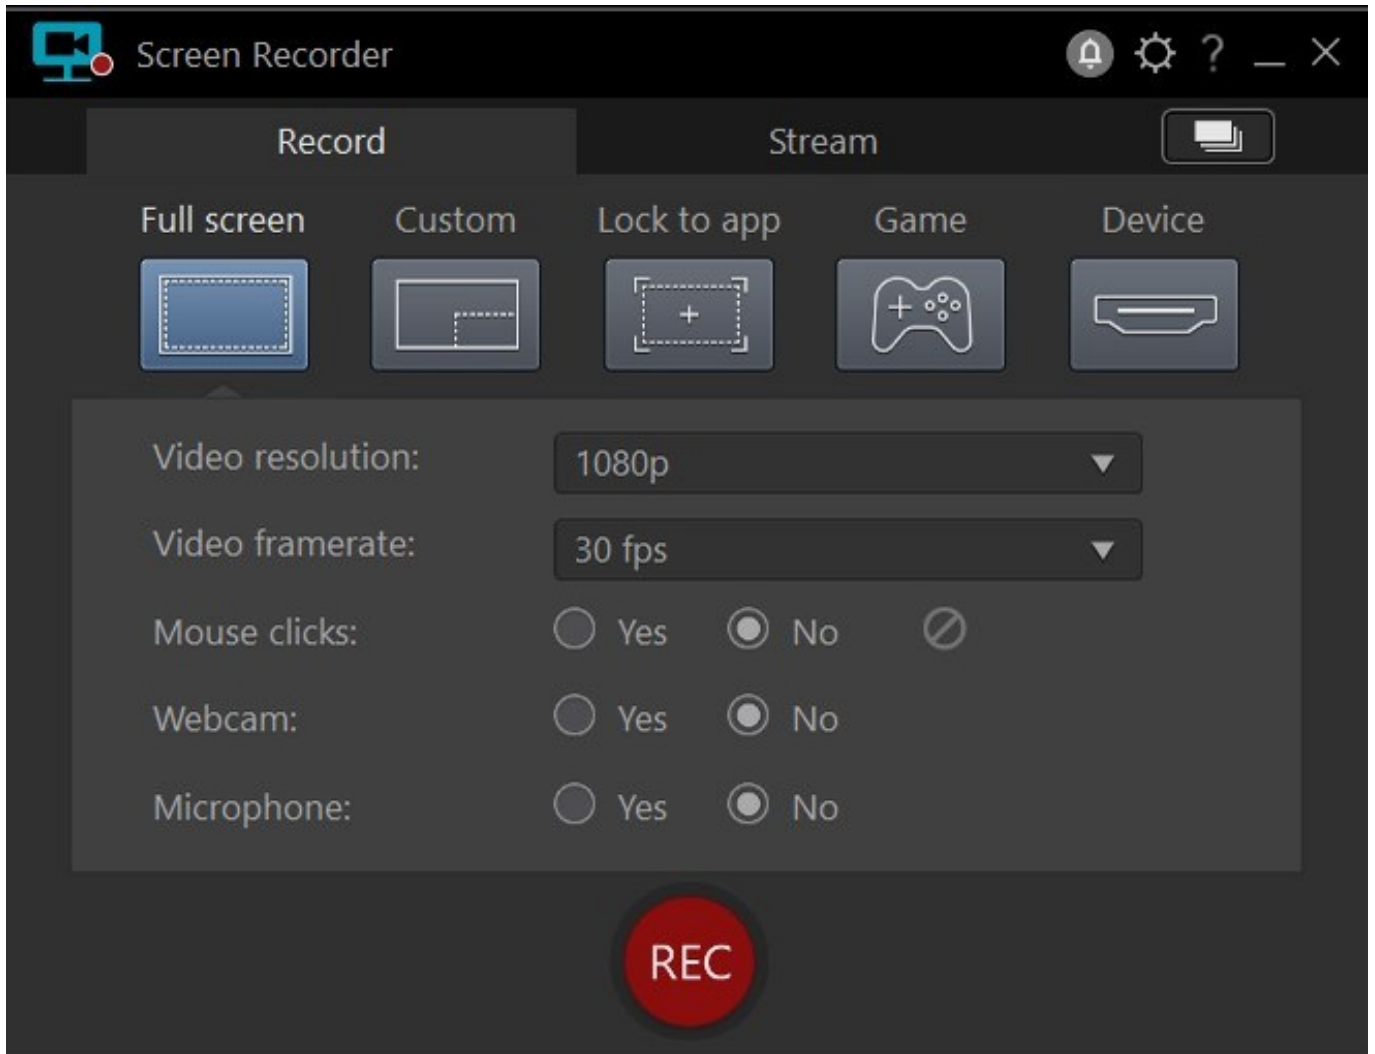 Screen Recorder
?
Record Stream
Full screen Custom Lock to app Game Device
Video resolution: 1080p
Video framerate: 30 fps
Mouse clicks: Yes No
Webcam: Yes No
Microphone: Yes No
REC